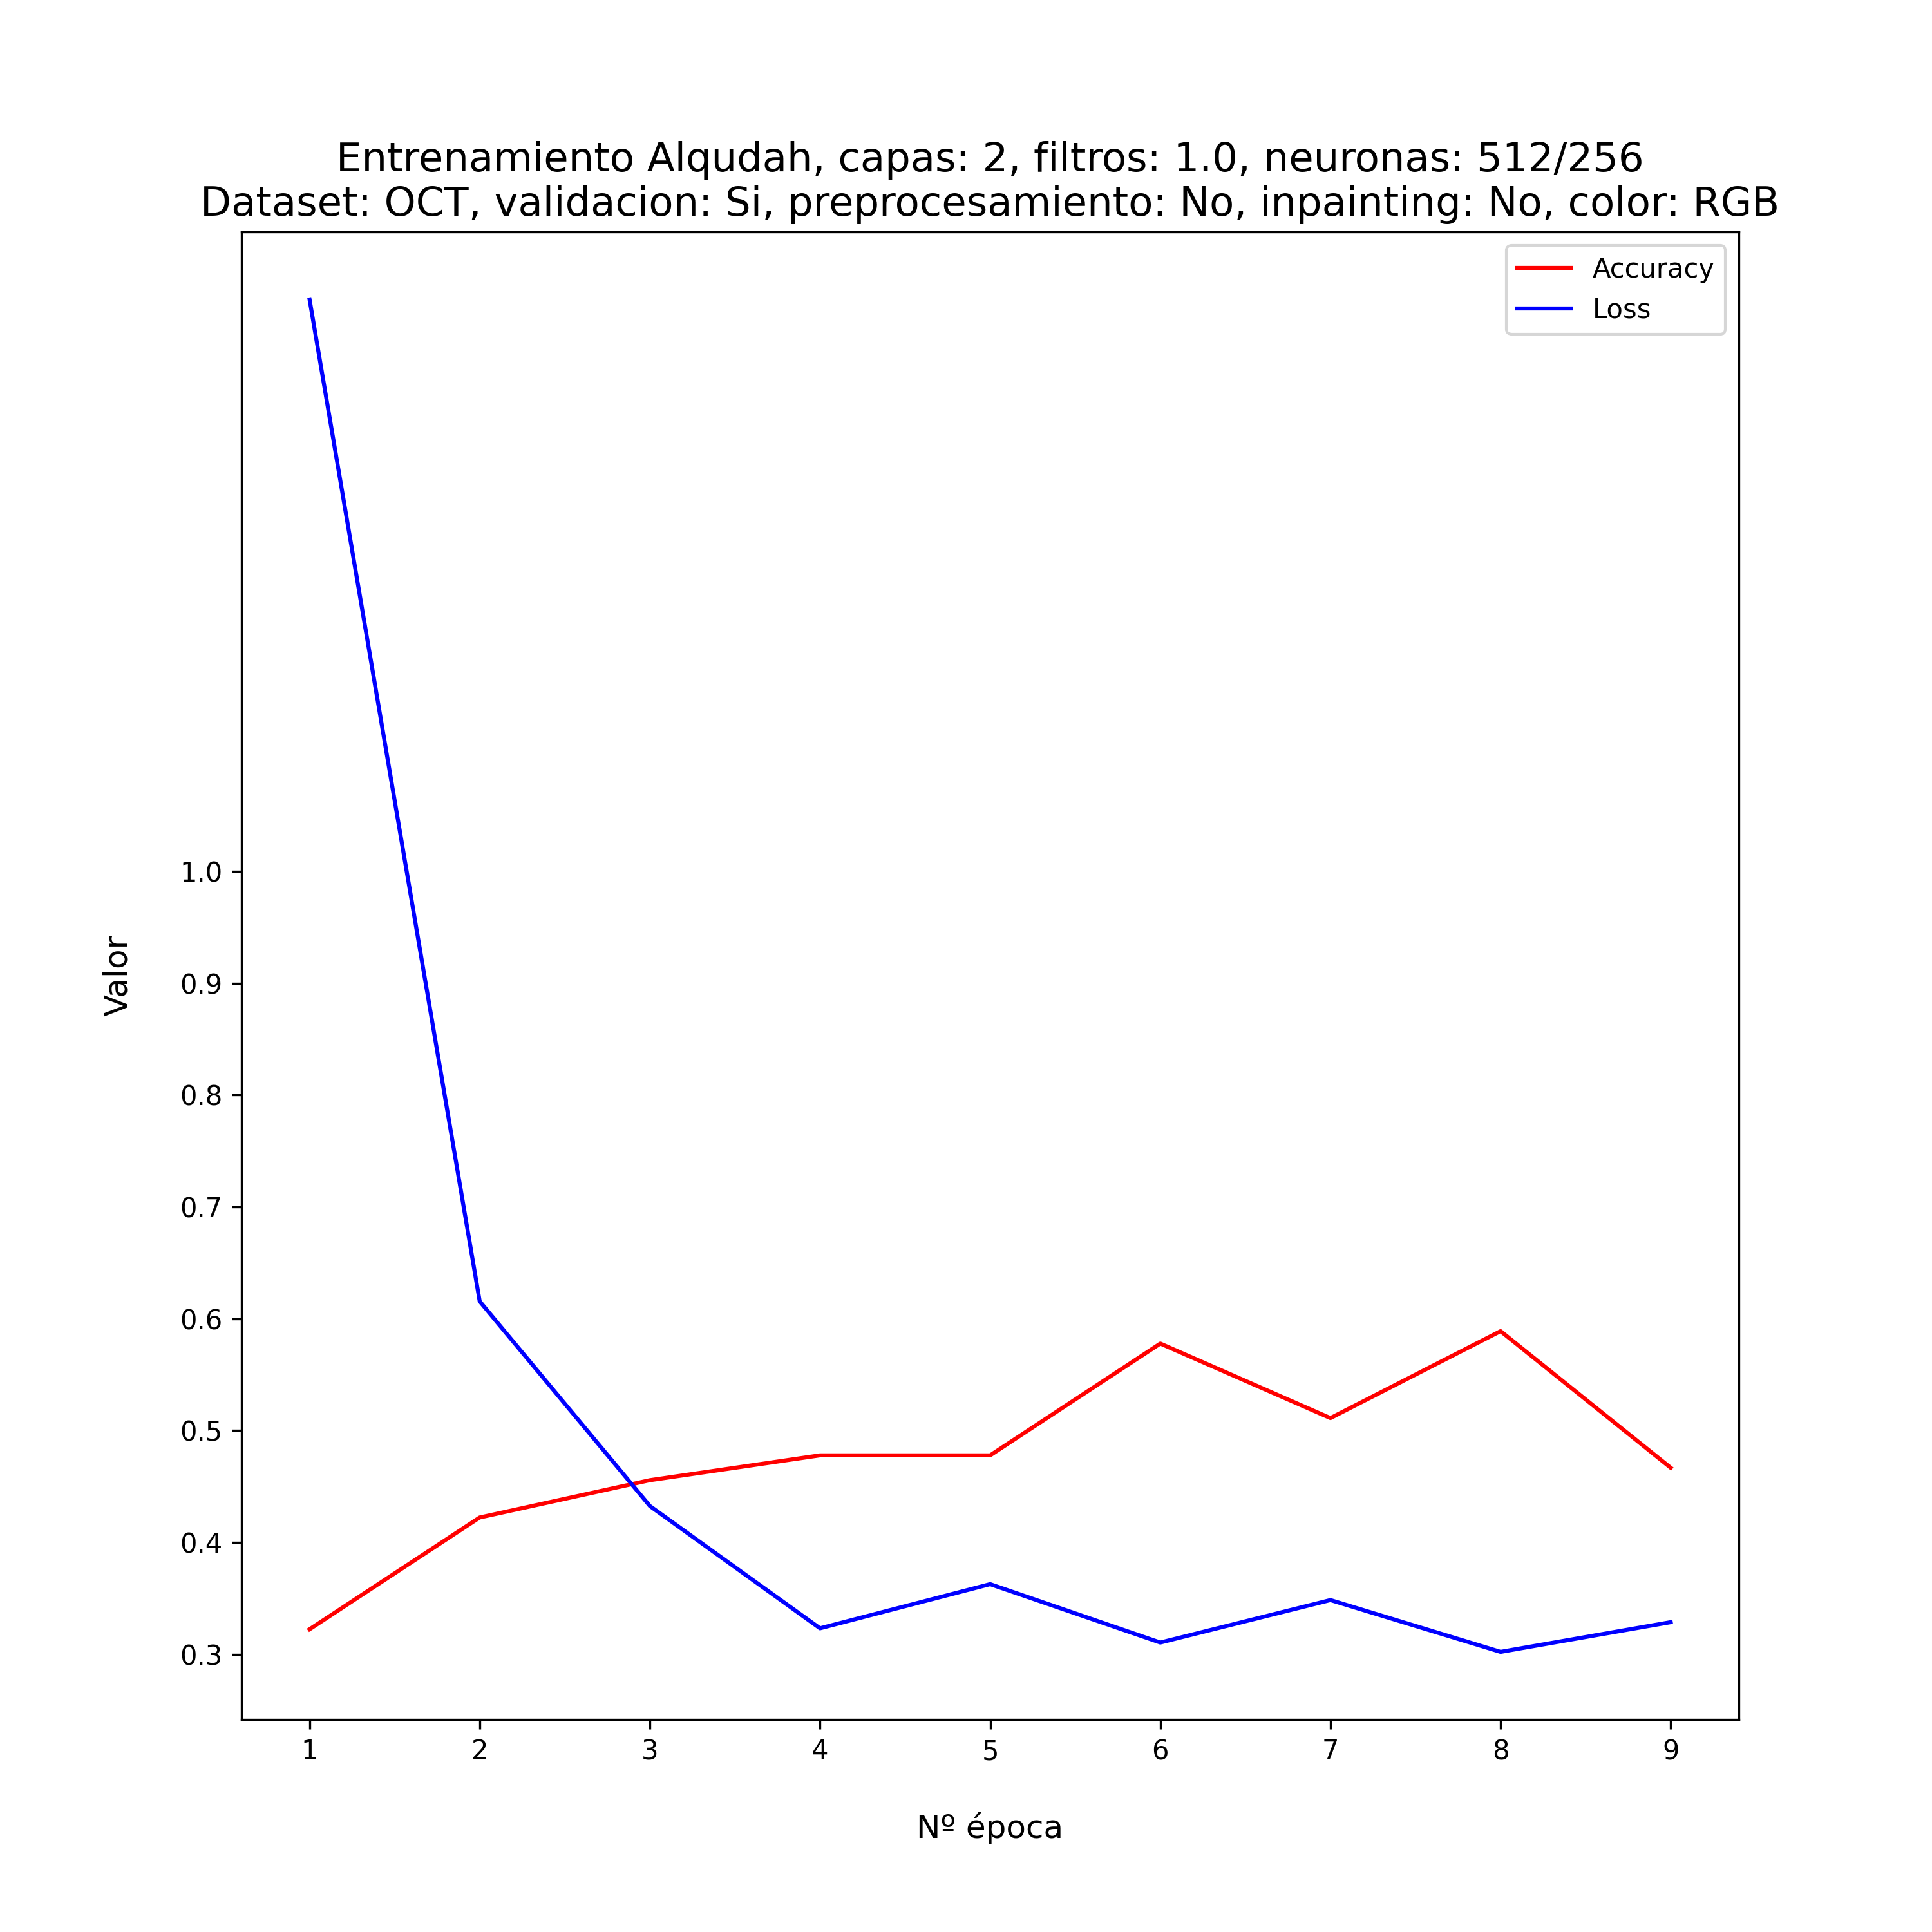 Entrenamiento Alqudah, capas: 2, filtros: 1.0, neuronas: 512/256
Dataset: OCT, validacion: Si, preprocesamiento: No, inpainting: No, color: RGB
Accuracy
Loss
Valor
1.0
0.9
0.8
0.7
0.6
0.5
0.4
0.3
1 2 3 4 5 6 7 8 9
Nº época